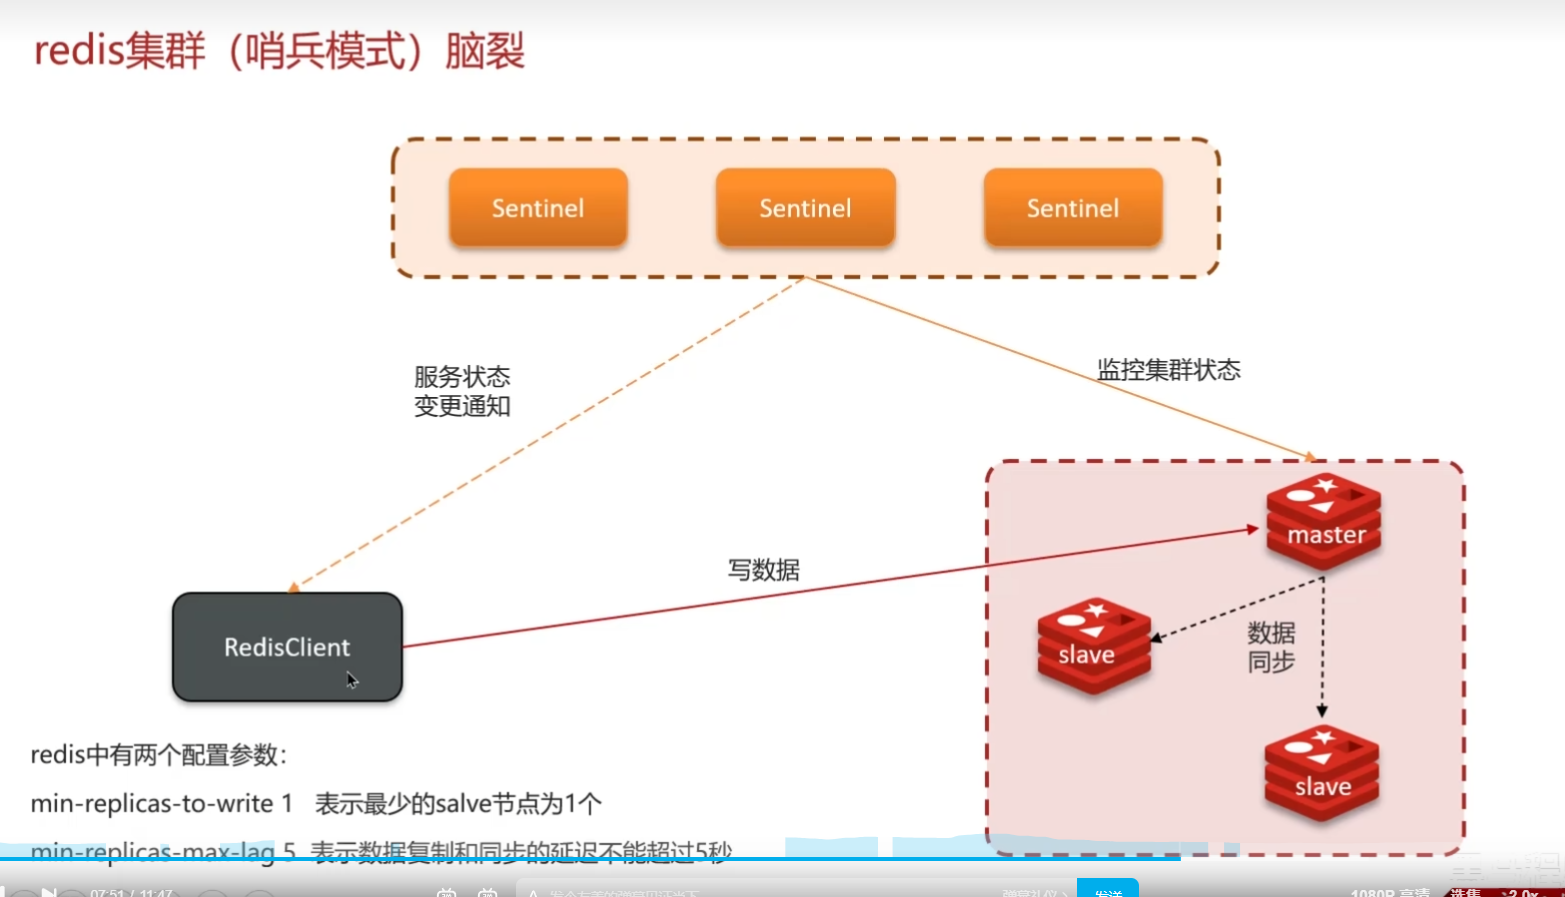 redis集群（哨兵模式）脑裂
Sentinel
Sentinel
Sentinel
服务状态
变更通知
监控集群状态
master
写数据
RedisClient
slave
数据
同步
slave
redis中有两个配置参数：
min-replicas-to-write 1 表示最少的salve节点为1个
min-replicas-max-lag 5 表示数据复制和同步的延迟不能超过5秒
07:51 / 11:47
发送
1080P 高清
选集
2.0x